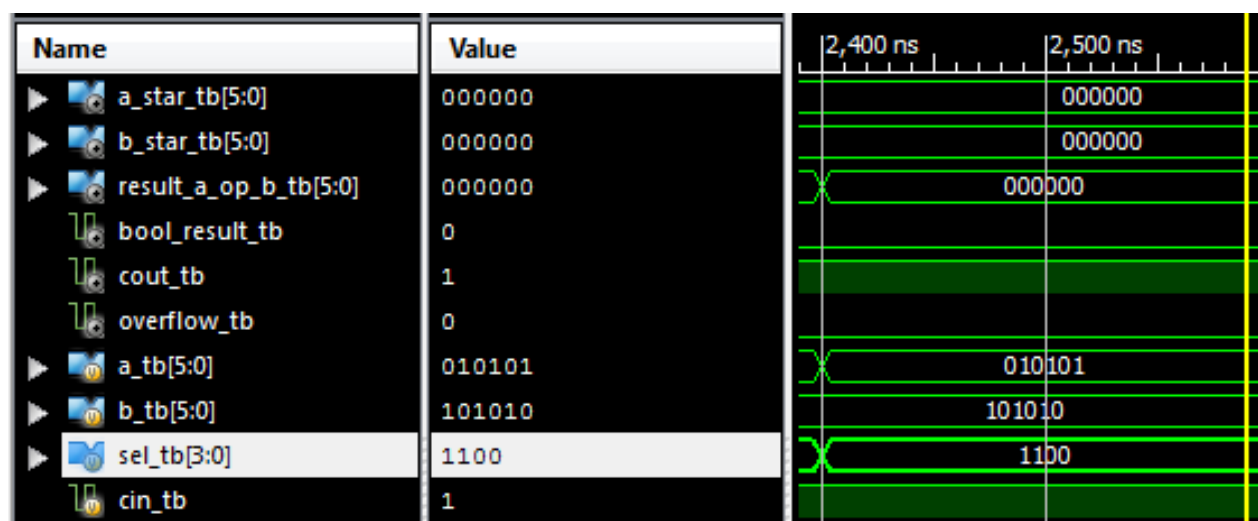 Name Value 2,400 ns 2,500 ns
a_star_tb[5:0] 000000 000000
b_star_tb[5:0] 000000 000000
result_a_op_b_tb[5:0] 000000 000000
bool_result_tb 0
cout_tb 1
overflow_tb 0
a_tb[5:0] 010101 010101
b_tb[5:0] 101010 101010
sel_tb[3:0] 1100 1100
cin_tb 1